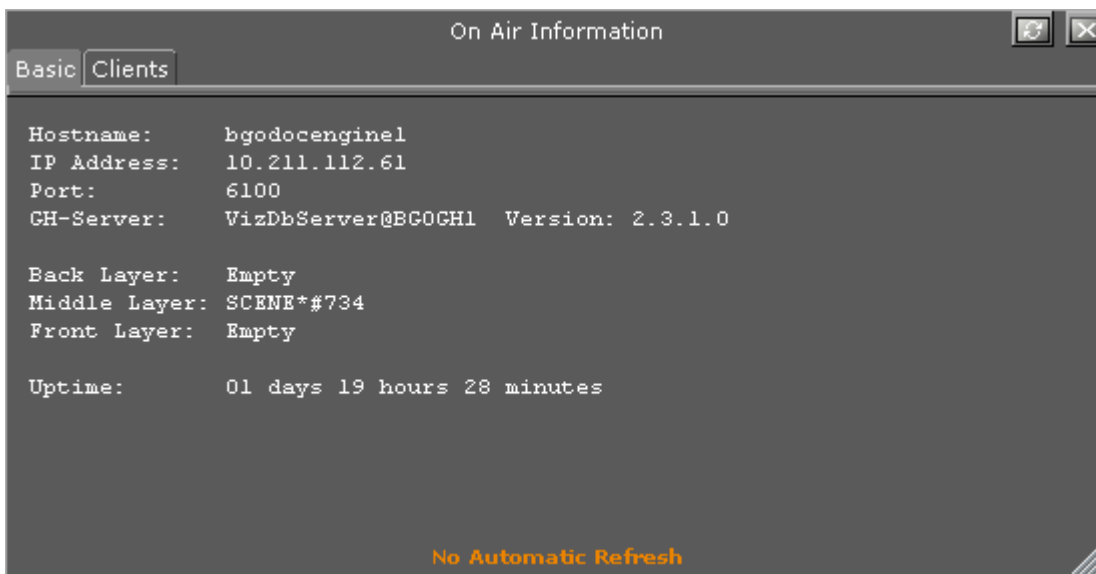 On Air Information
Basic Clients
Hostname: bgodocengine1
IP Address: 10.211.112.61
Port: 6100
GH-Server: VizDbServer@BGOGH1 Version: 2.3.1.0
Back Layer: Empty
Middle Layer: SCENE*#734
Front Layer: Empty
Uptime: 01 days 19 hours 28 minutes
No Automatic Refresh